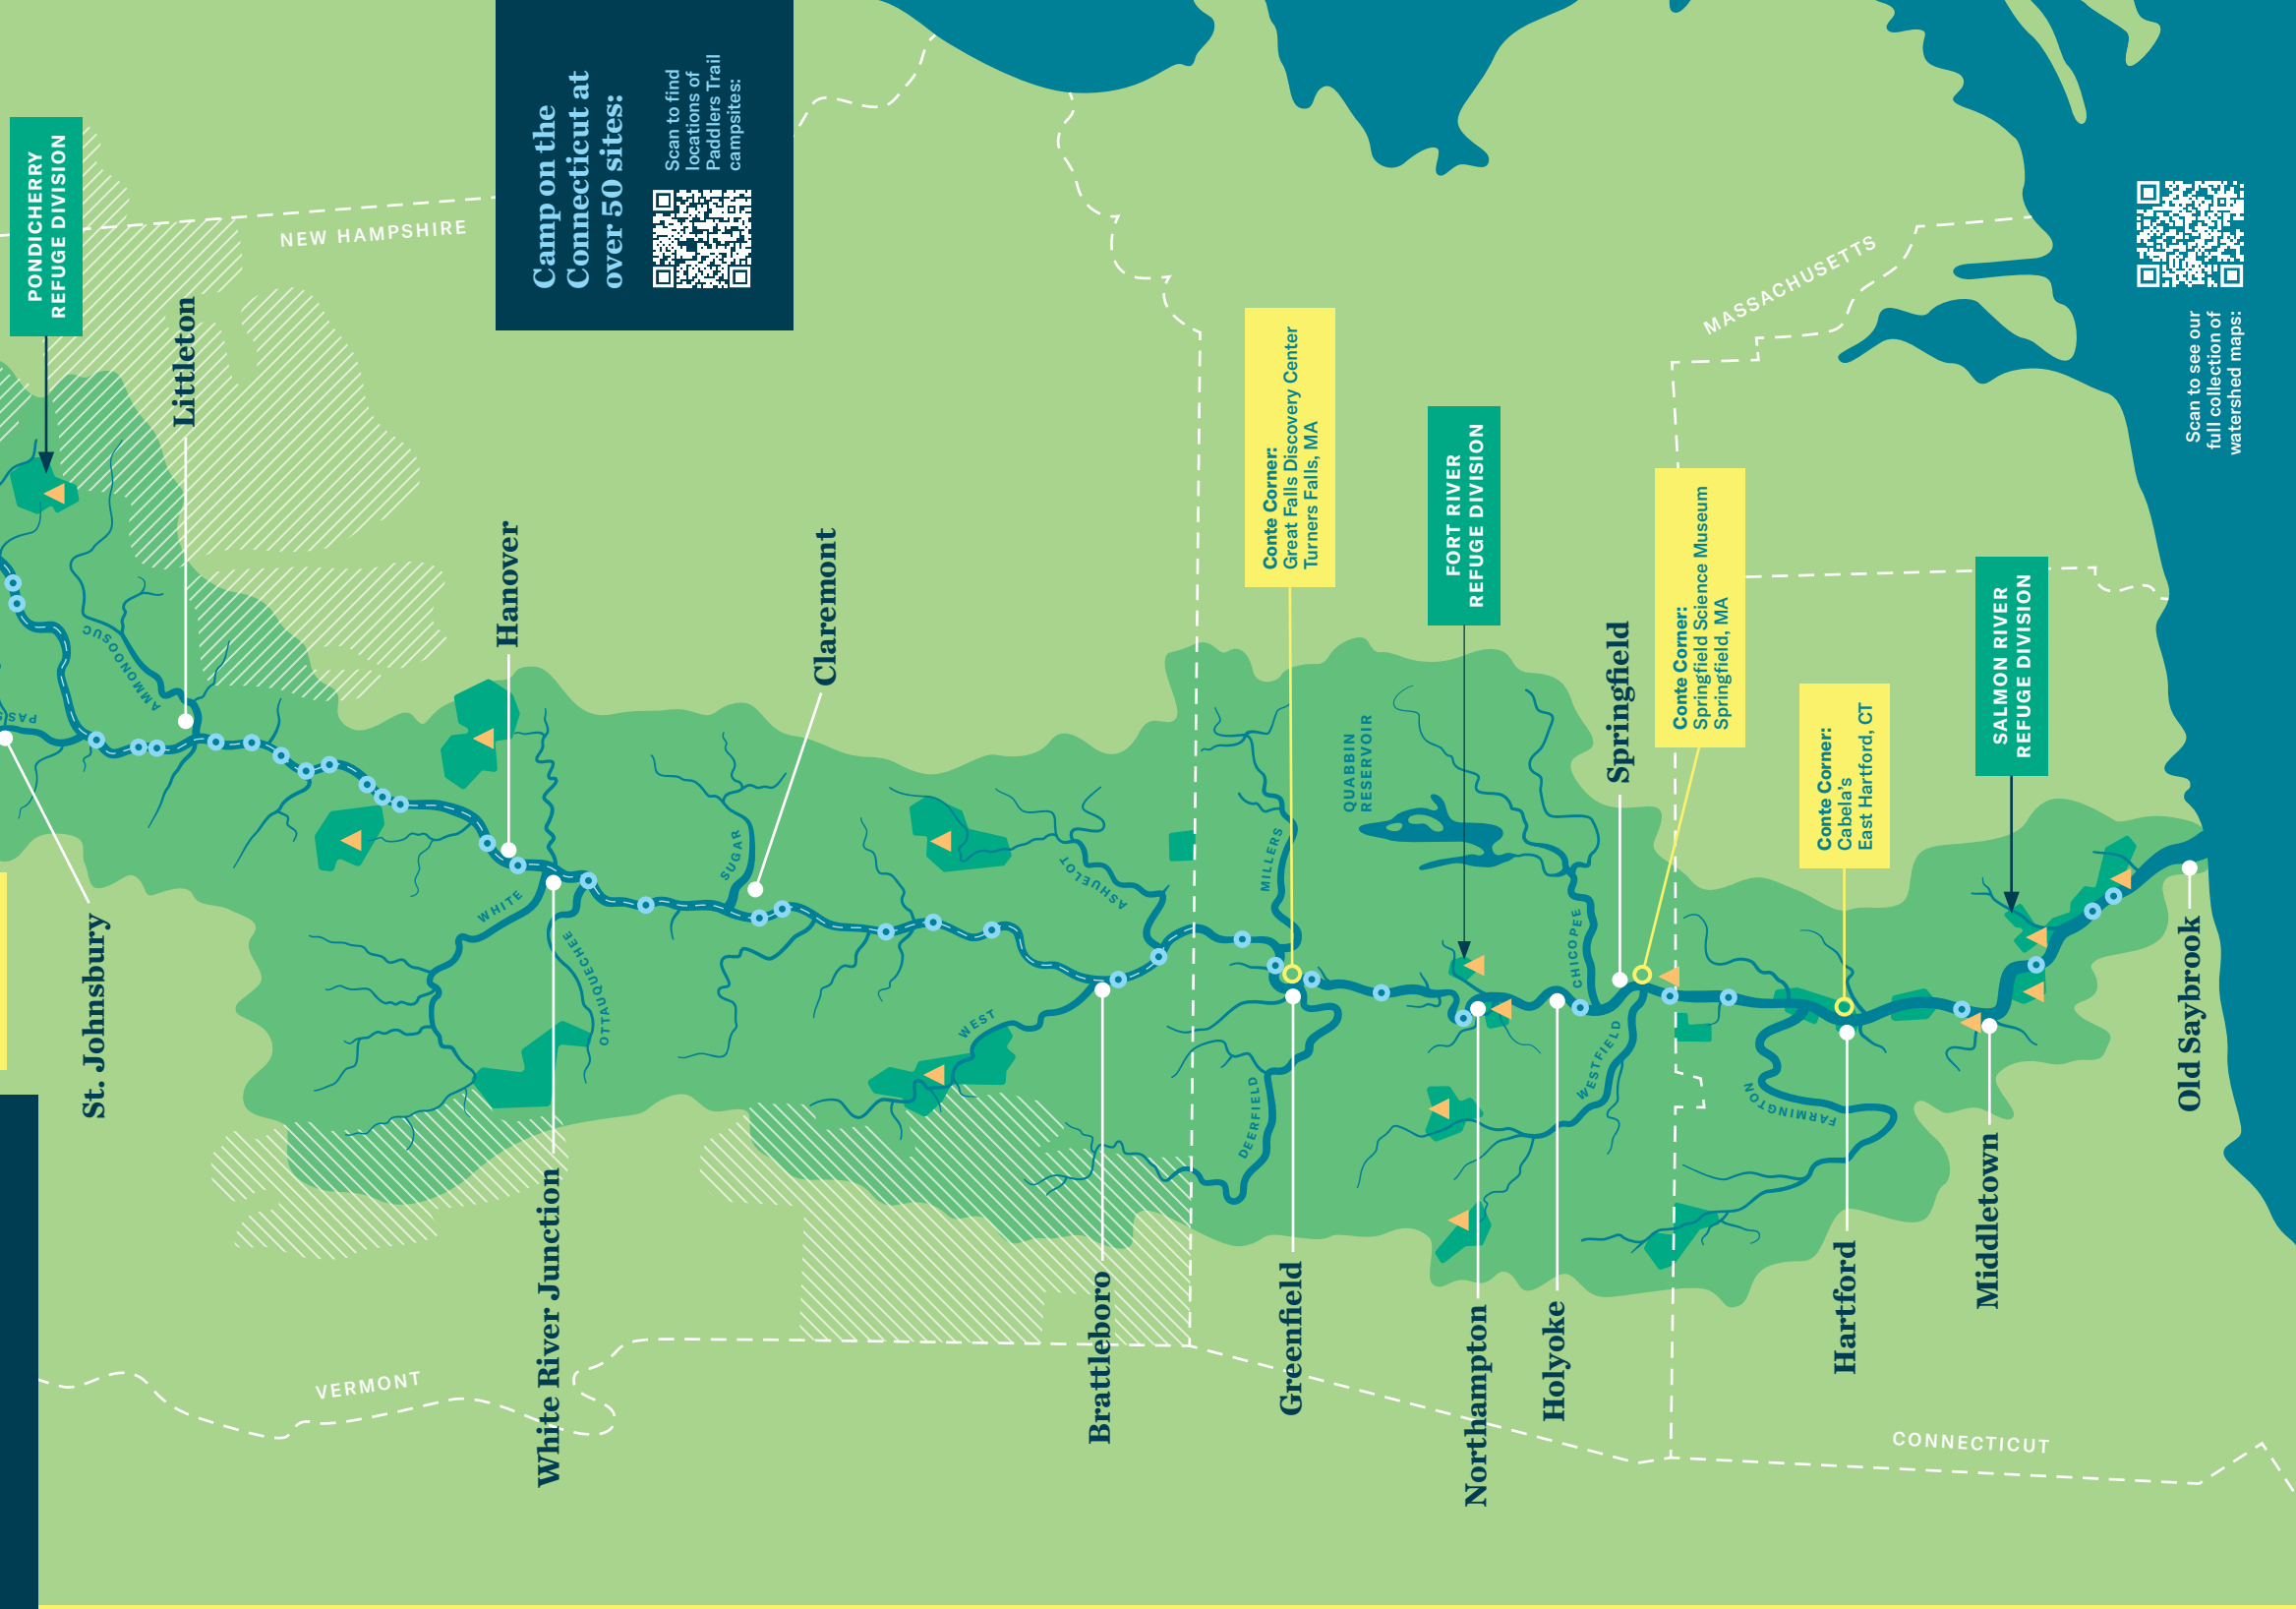 PONDICHERRY
REFUGE DIVISION
NEW HAMPSHIRE
Littleton
AMMONOOSUC
PASS
St. Johnsbury
Camp on the
Connecticut at
over 50 sites:
Scan to find
locations of
Paddlers Trail
campsites:
Hanover
Claremont
WHITE
OTTAUQUECHEE
White River Junction
VERMONT
SUGAR
ASHUELOT
WEST
Brattleboro
Conte Corner:
Great Falls Discovery Center
Turners Falls, MA
MILLERS
QUABBIN
RESERVOIR
DEERFIELD
Greenfield
FORT RIVER
REFUGE DIVISION
Northampton
Holyoke
CHICOPEE
Springfield
Conte Corner:
Springfield Science Museum
Springfield, MA
WESTFIELD
MASSACHUSETTS
Conte Corner:
Cabela's
East Hartford, CT
FARMINGTON
Hartford
CONNECTICUT
SALMON RIVER
REFUGE DIVISION
Middletown
Old Saybrook
Scan to see our
full collection of
watershed maps: